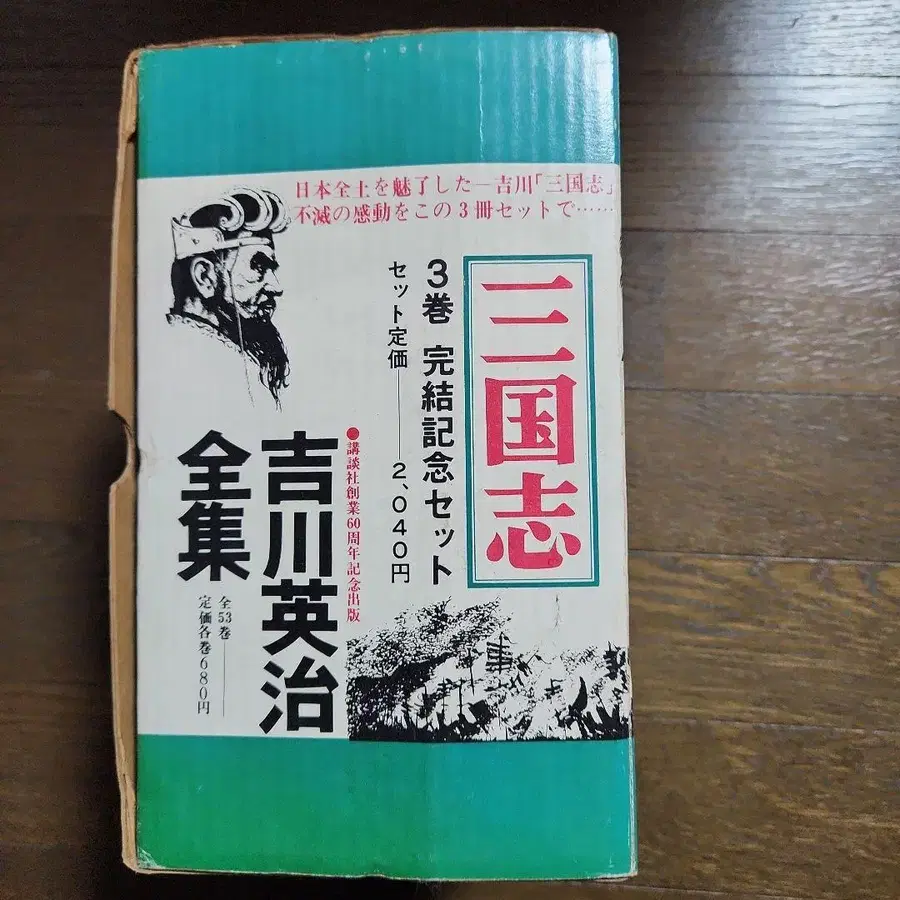 日本全土を魅了した―吉川「三国志」
不滅の感動をこの3冊セットで……
三国志
3巻 完結記念セット
セット定価――2,040円
●講談社創業60周年記念出版
吉川英治
全集
全53巻――
定価各巻680円